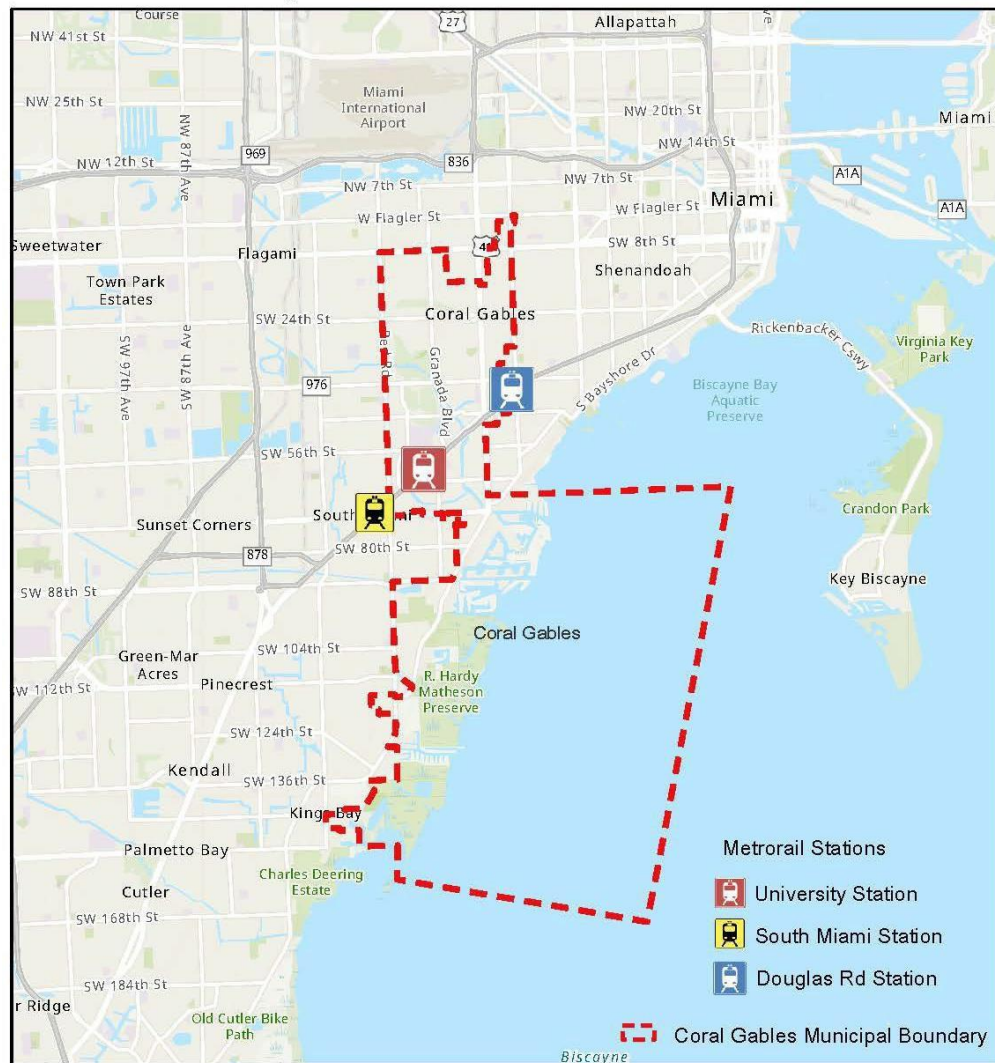 Course
27
Allapattah
NW 41st St
NW 25th St
NW 87th Ave
Miami
International
Airport
NW 20th St
Miami
NW 14th St
NW 12th St
969
836
A1A
NW 7th St
NW 7th St
A1A
W Flagler St
W Flagler St
Miami
Sweetwater
Flagami
SW 8th St
Shenandoah
Town Park
Estates
SW 24th St
Coral Gables
Rickenbacker Cswy
Virginia Key
Park
SW 97th Ave
SW 87th Ave
976
Granada Blvd
S Bayshore Dr
Biscayne Bay
Aquatic
Preserve
SW 56th St
Sunset Corners
South
Crandon Park
878
SW 80th St
Key Biscayne
SW 88th St
Coral Gables
Green-Mar
Acres
SW 104th St
SW 112th St
Pinecrest
R. Hardy
Matheson
Preserve
SW 124th St
Kendall
SW 136th St
Kings Bay
Palmetto Bay
Charles Deering
Estate
Cutler
SW 168th St
SW 184th St
r Ridge
Old Cutler Bike
Path
Biscayne
Metrorail Stations
University Station
South Miami Station
Douglas Rd Station
Coral Gables Municipal Boundary